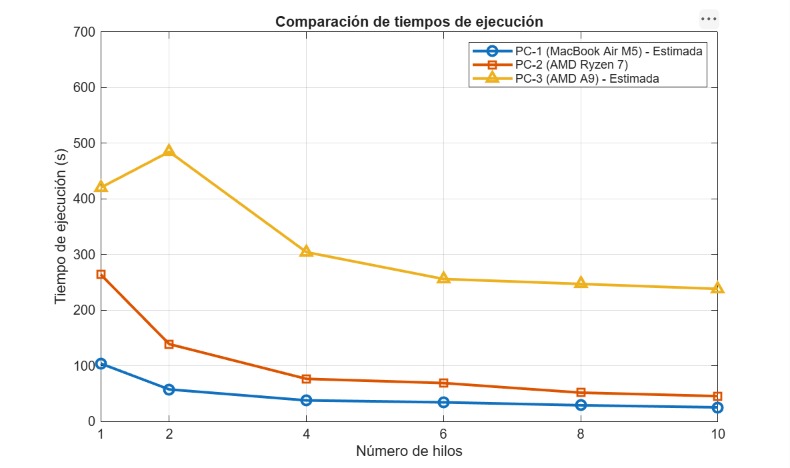 Comparación de tiempos de ejecución
PC-1 (MacBook Air M5) - Estimada
PC-2 (AMD Ryzen 7)
PC-3 (AMD A9) - Estimada
Tiempo de ejecución (s)
700
600
500
400
300
200
100
0
1 2 4 6 8 10
Número de hilos